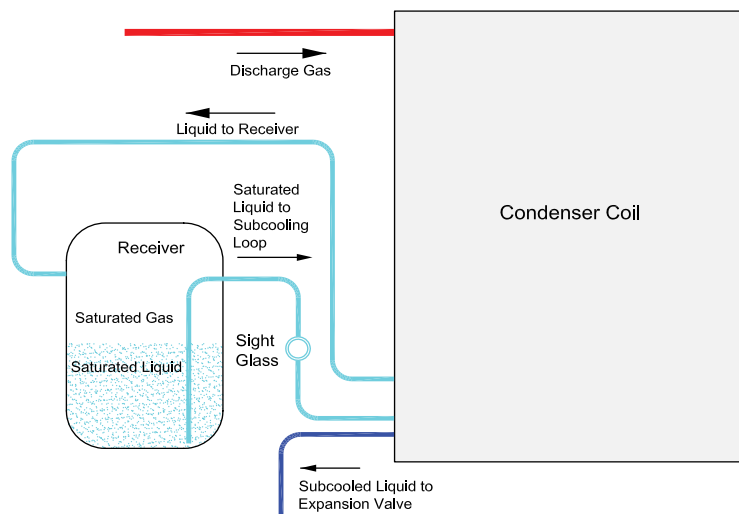 Discharge Gas
Liquid to Receiver
Saturated
Liquid to
Subcooling
Loop
Condenser Coil
Receiver
Saturated Gas
Sight
Glass
Saturated Liquid
Subcooled Liquid to
Expansion Valve